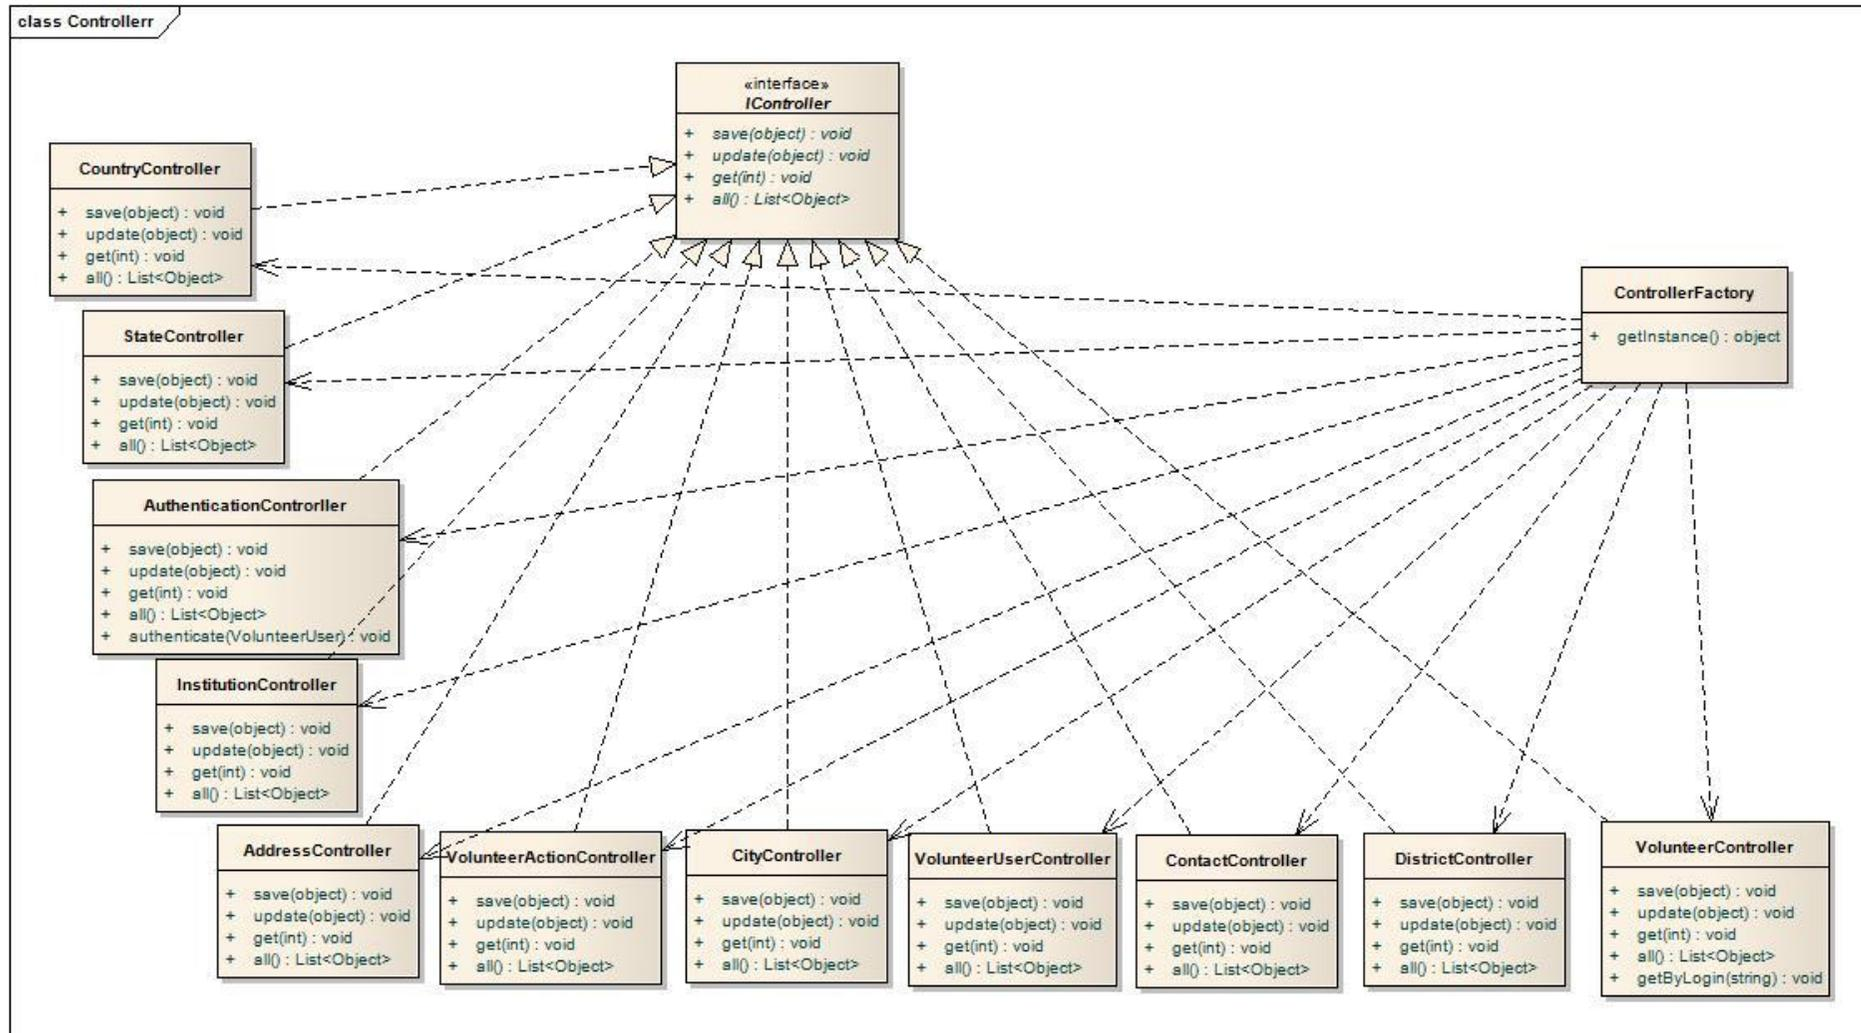 class Controllerr
«interface»
IController
+ save(object) : void
+ update(object) : void
+ get(int) : void
+ all() : List<Object>
CountryController
+ save(object) : void
+ update(object) : void
+ get(int) : void
+ all() : List<Object>
ControllerFactory
+ getInstance() : object
StateController
+ save(object) : void
+ update(object) : void
+ get(int) : void
+ all() : List<Object>
AuthenticationControrller
+ save(object) : void
+ update(object) : void
+ get(int) : void
+ all() : List<Object>
+ authenticate(VolunteerUser) : void
InstitutionController
+ save(object) : void
+ update(object) : void
+ get(int) : void
+ all() : List<Object>
AddressController
+ save(object) : void
+ update(object) : void
+ get(int) : void
+ all() : List<Object>
VolunteerActionController
+ save(object) : void
+ update(object) : void
+ get(int) : void
+ all() : List<Object>
CityController
+ save(object) : void
+ update(object) : void
+ get(int) : void
+ all() : List<Object>
VolunteerUserController
+ save(object) : void
+ update(object) : void
+ get(int) : void
+ all() : List<Object>
ContactController
+ save(object) : void
+ update(object) : void
+ get(int) : void
+ all() : List<Object>
DistrictController
+ save(object) : void
+ update(object) : void
+ get(int) : void
+ all() : List<Object>
VolunteerController
+ save(object) : void
+ update(object) : void
+ get(int) : void
+ all() : List<Object>
+ getByLogin(string) : void